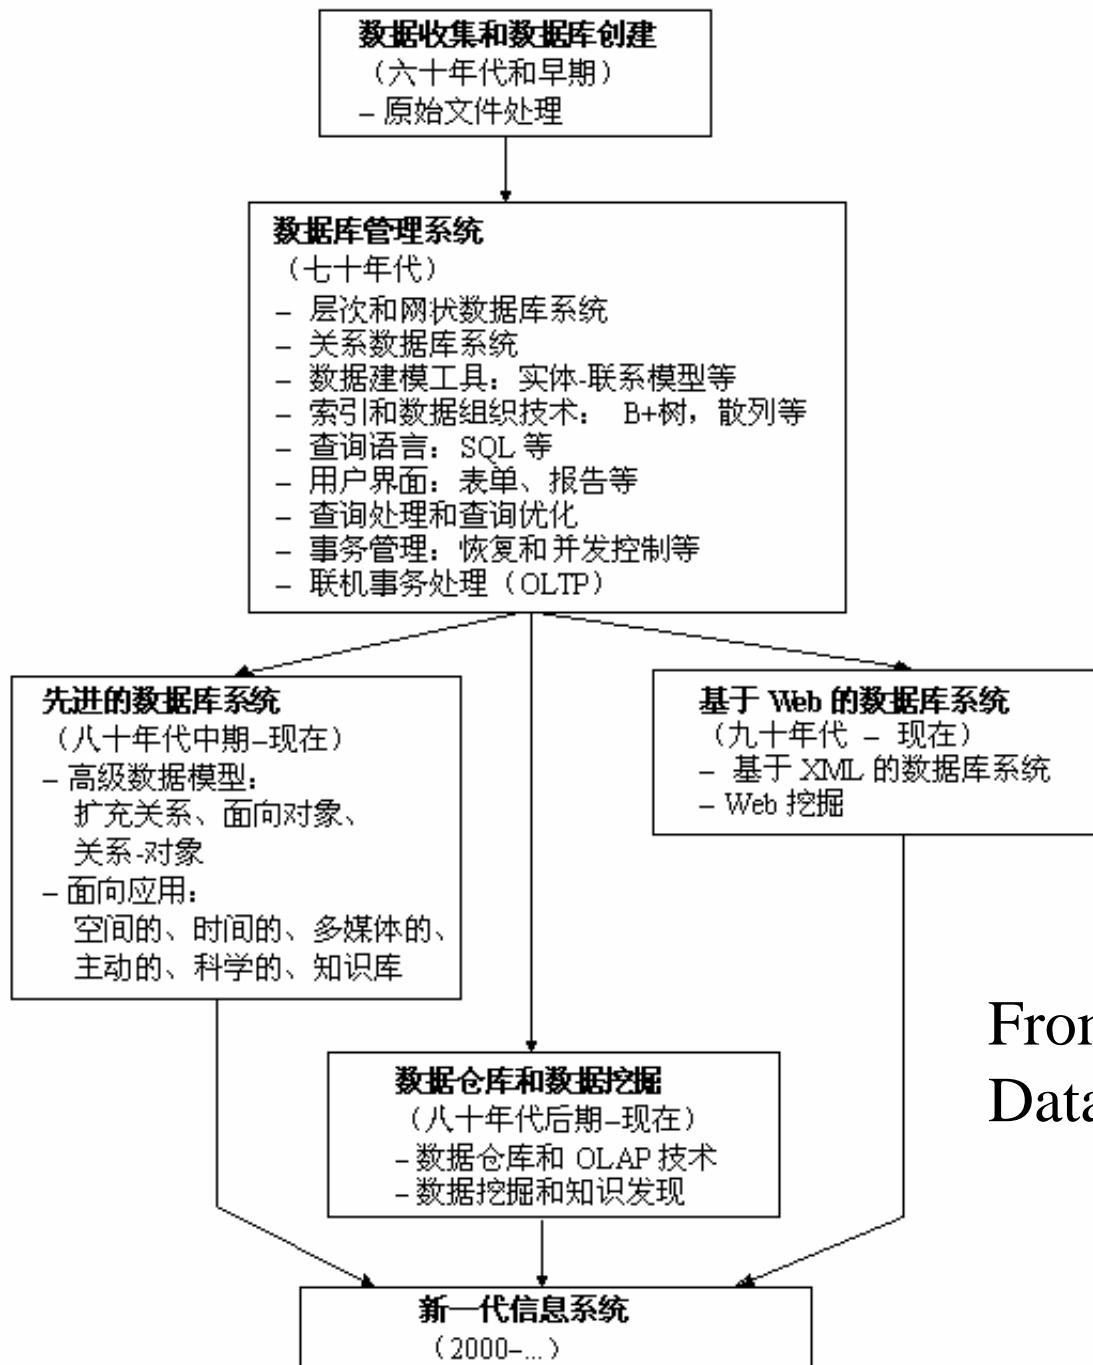 数据收集和数据库创建
（六十年代和早期）
– 原始文件处理
数据库管理系统
（七十年代）
– 层次和网状数据库系统
– 关系数据库系统
– 数据建模工具：实体-联系模型等
– 索引和数据组织技术： B+树，散列等
– 查询语言：SQL 等
– 用户界面：表单、报告等
– 查询处理和查询优化
– 事务管理：恢复和并发控制等
– 联机事务处理（OLTP）
先进的数据库系统
（八十年代中期–现在）
– 高级数据模型：
扩充关系、面向对象、
关系-对象
– 面向应用：
空间的、时间的、多媒体的、
主动的、科学的、知识库
基于 Web 的数据库系统
（九十年代 – 现在）
– 基于 XML 的数据库系统
– Web 挖掘
数据仓库和数据挖掘
（八十年代后期–现在）
– 数据仓库和 OLAP 技术
– 数据挖掘和知识发现
新一代信息系统
（2000–...）
Data